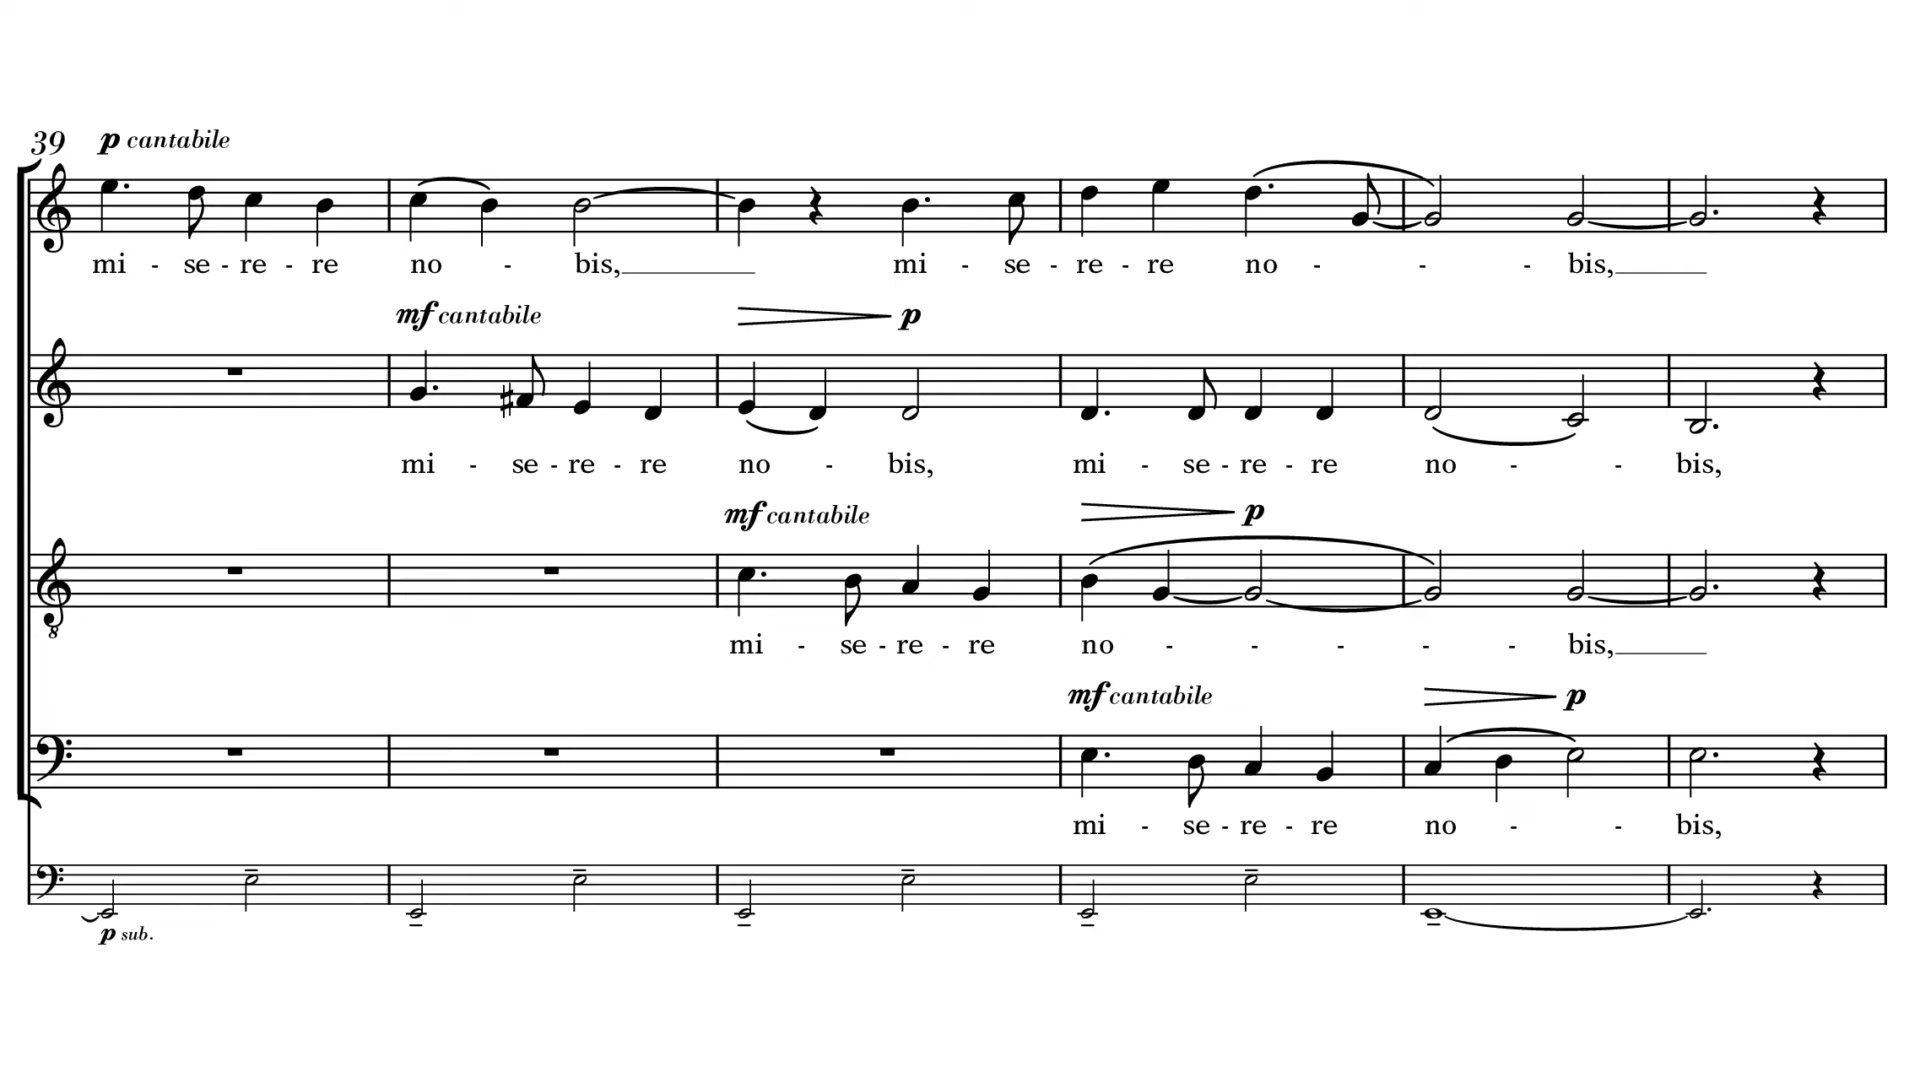 39 p cantabile
mi - se - re - re no - bis, mi - se - re - re no - - - bis,
mf cantabile p
mi - se - re - re no - bis, mi - se - re - re no - - bis,
mf cantabile p
mi - se - re - re no - - - - - bis,
mf cantabile p
mi - se - re - re no - - bis,
p sub.